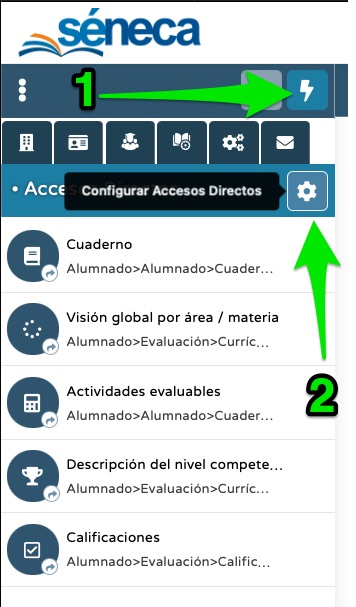 séneca
1
• Acce
Configurar Accesos Directos
Cuaderno
Alumnado>Alumnado>Cuader...
Visión global por área / materia
Alumnado>Evaluación>Curríc...
2
Actividades evaluables
Alumnado>Alumnado>Cuader...
Descripción del nivel compete...
Alumnado>Evaluación>Curríc...
Calificaciones
Alumnado>Evaluación>Calific...